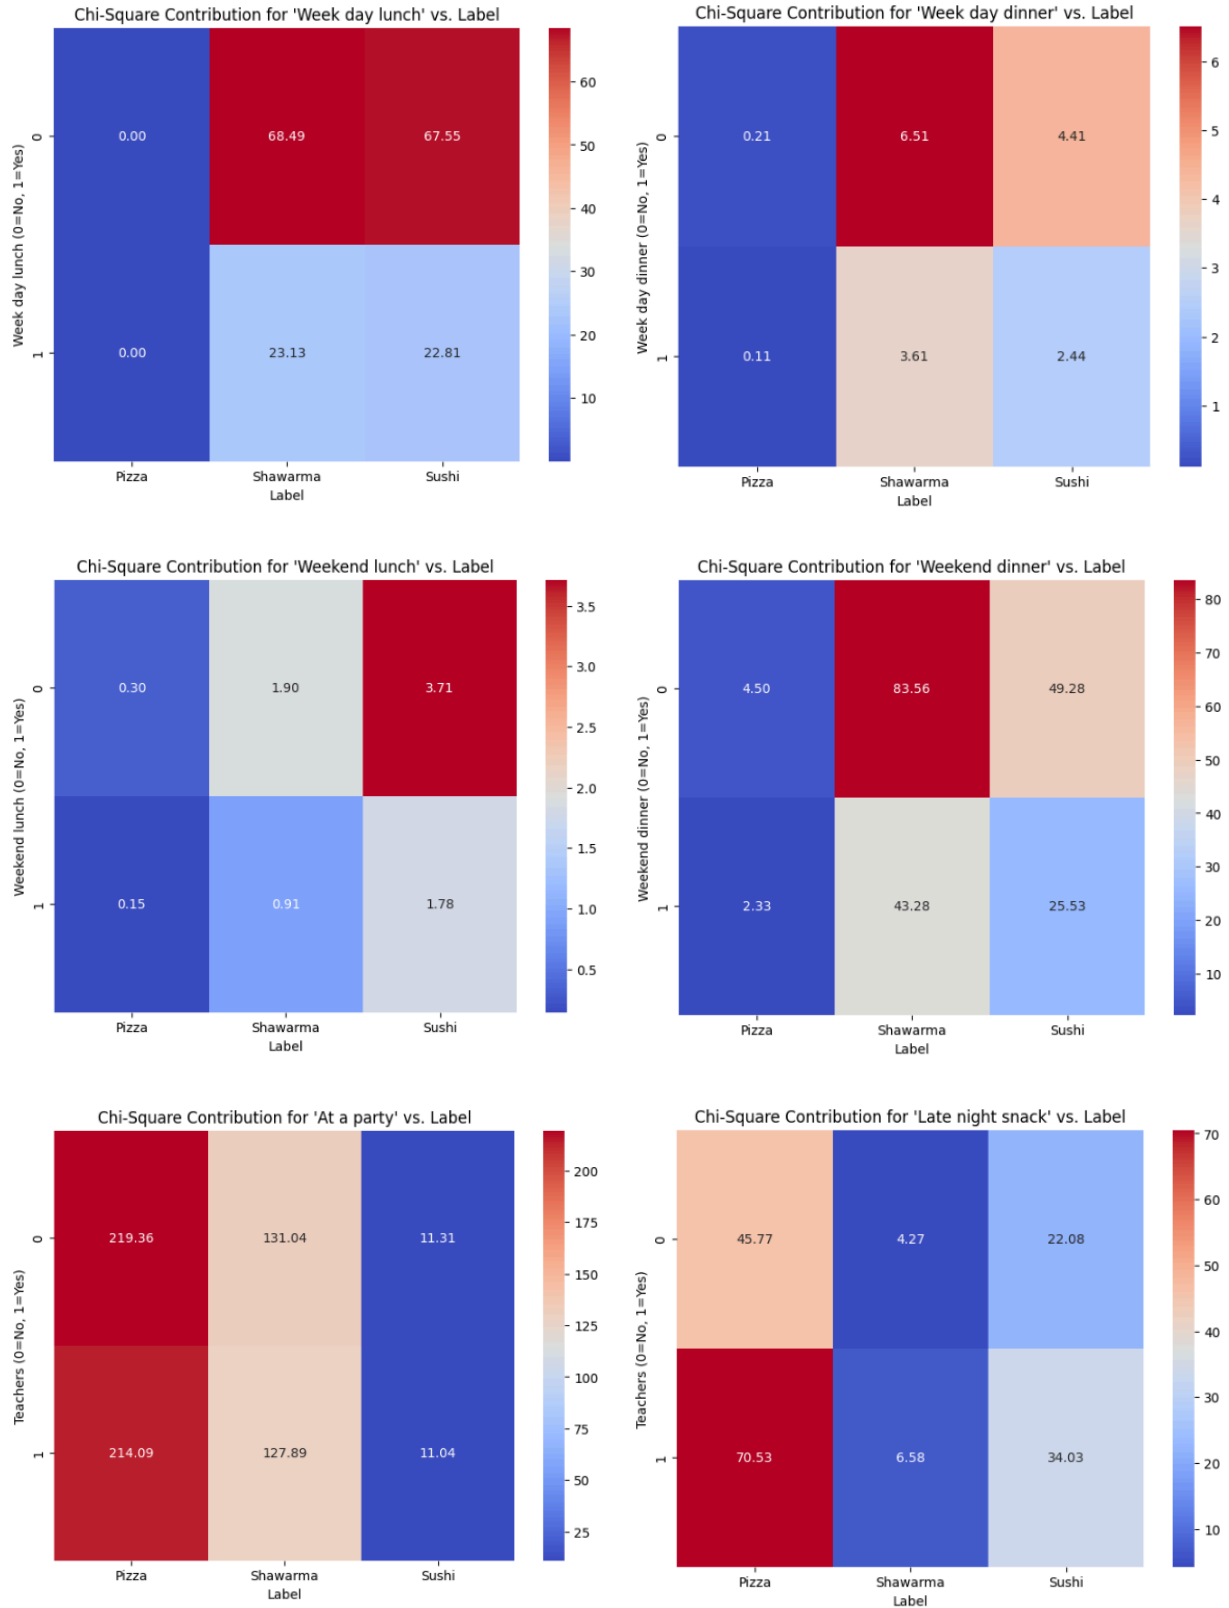 Chi-Square Contribution for 'Week day lunch' vs. Label
Week day lunch (0=No, 1=Yes)
0
1
0.00
68.49
67.55
0.00
23.13
22.81
Pizza
Shawarma
Sushi
Label
60
50
40
30
20
10
Chi-Square Contribution for 'Week day dinner' vs. Label
Week day dinner (0=No, 1=Yes)
0
1
0.21
6.51
4.41
0.11
3.61
2.44
Pizza
Shawarma
Sushi
Label
6
5
4
3
2
1
Chi-Square Contribution for 'Weekend lunch' vs. Label
Weekend lunch (0=No, 1=Yes)
0
1
0.30
1.90
3.71
0.15
0.91
1.78
Pizza
Shawarma
Sushi
Label
3.5
3.0
2.5
2.0
1.5
1.0
0.5
Chi-Square Contribution for 'Weekend dinner' vs. Label
Weekend dinner (0=No, 1=Yes)
0
1
4.50
83.56
49.28
2.33
43.28
25.53
Pizza
Shawarma
Sushi
Label
80
70
60
50
40
30
20
10
Chi-Square Contribution for 'At a party' vs. Label
Teachers (0=No, 1=Yes)
0
1
219.36
131.04
11.31
214.09
127.89
11.04
Pizza
Shawarma
Sushi
Label
200
175
150
125
100
75
50
25
Chi-Square Contribution for 'Late night snack' vs. Label
Teachers (0=No, 1=Yes)
0
1
45.77
4.27
22.08
70.53
6.58
34.03
Pizza
Shawarma
Sushi
Label
70
60
50
40
30
20
10